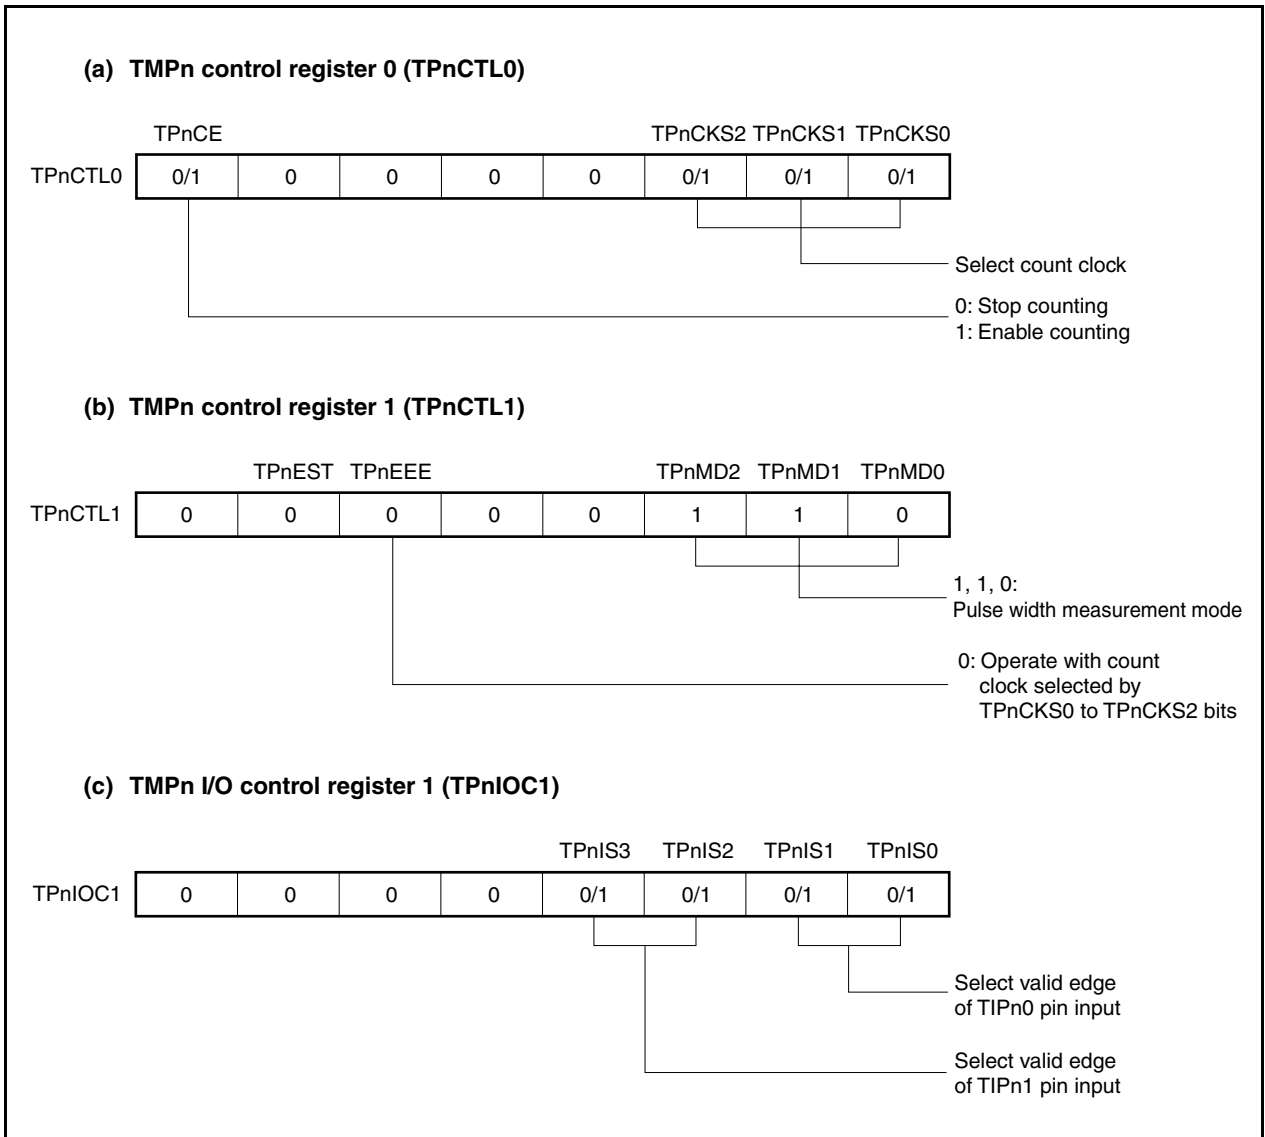 (a) TMPn control register 0 (TPnCTL0)
TPnCE TPnCKS2 TPnCKS1 TPnCKS0
TPnCTL0 0/1 0 0 0 0 0/1 0/1 0/1
Select count clock
0: Stop counting
1: Enable counting
(b) TMPn control register 1 (TPnCTL1)
TPnEST TPnEEE TPnMD2 TPnMD1 TPnMD0
TPnCTL1 0 0 0 0 0 1 1 0
1, 1, 0:
Pulse width measurement mode
0: Operate with count
clock selected by
TPnCKS0 to TPnCKS2 bits
(c) TMPn I/O control register 1 (TPnIOC1)
TPnIS3 TPnIS2 TPnIS1 TPnIS0
TPnIOC1 0 0 0 0 0/1 0/1 0/1 0/1
Select valid edge
of TIPn0 pin input
Select valid edge
of TIPn1 pin input